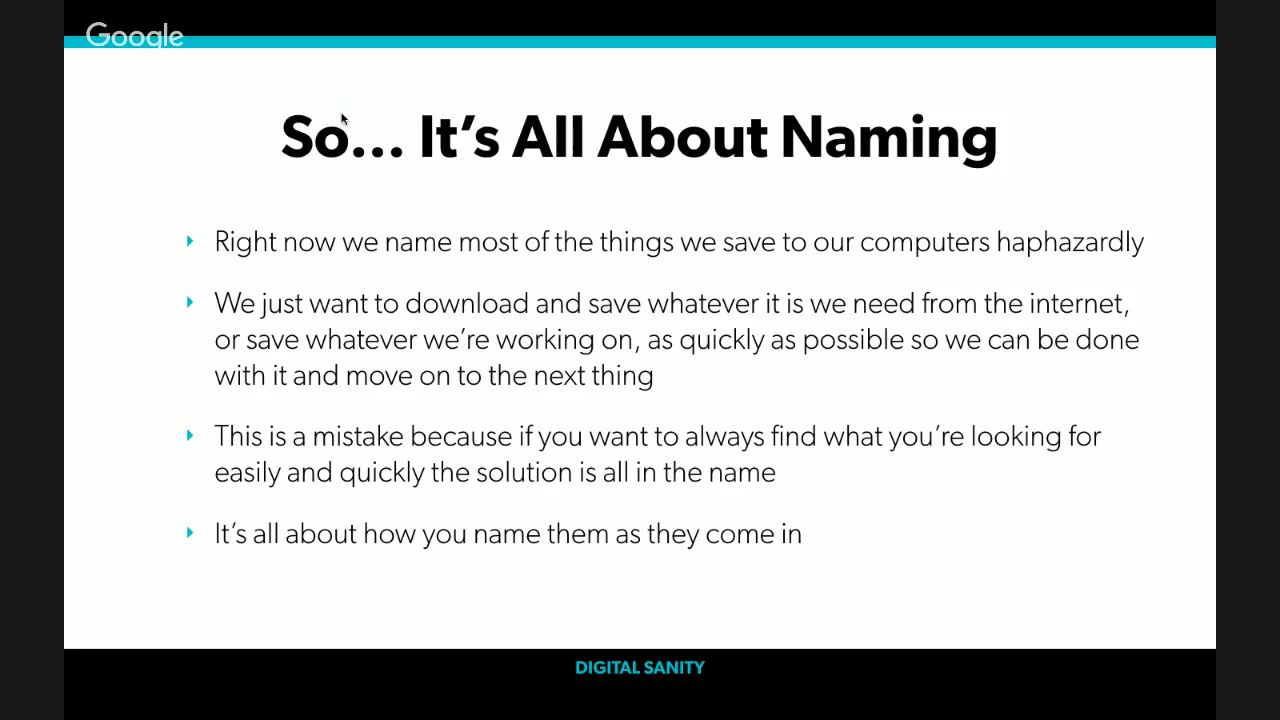 Google
So... It’s All About Naming
Right now we name most of the things we save to our computers haphazardly
We just want to download and save whatever it is we need from the internet,
or save whatever we’re working on, as quickly as possible so we can be done
with it and move on to the next thing
This is a mistake because if you want to always find what you’re looking for
easily and quickly the solution is all in the name
It’s all about how you name them as they come in
DIGITAL SANITY